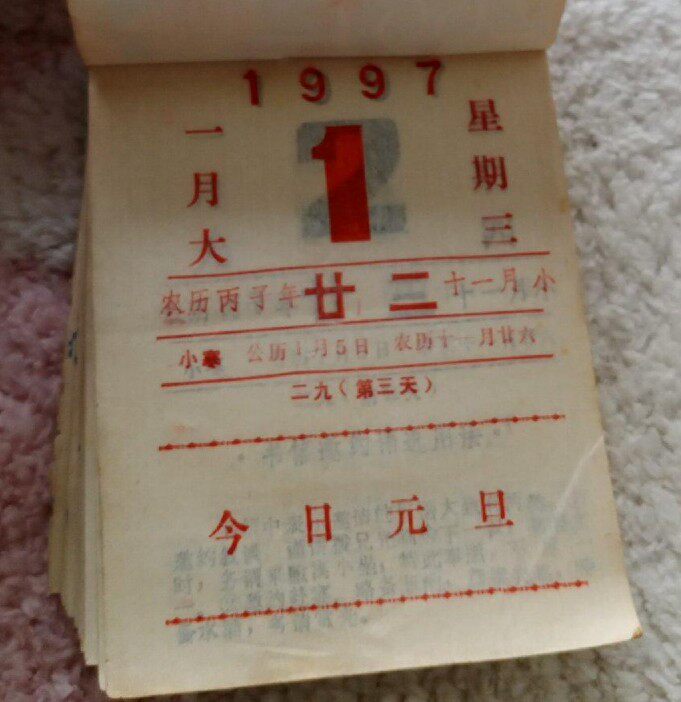 1997
一月大 1 星期三
农历丙子年 廿二 十一月小
小寒 公历1月5日 农历十一月廿六
二九(第三天)
今日元旦